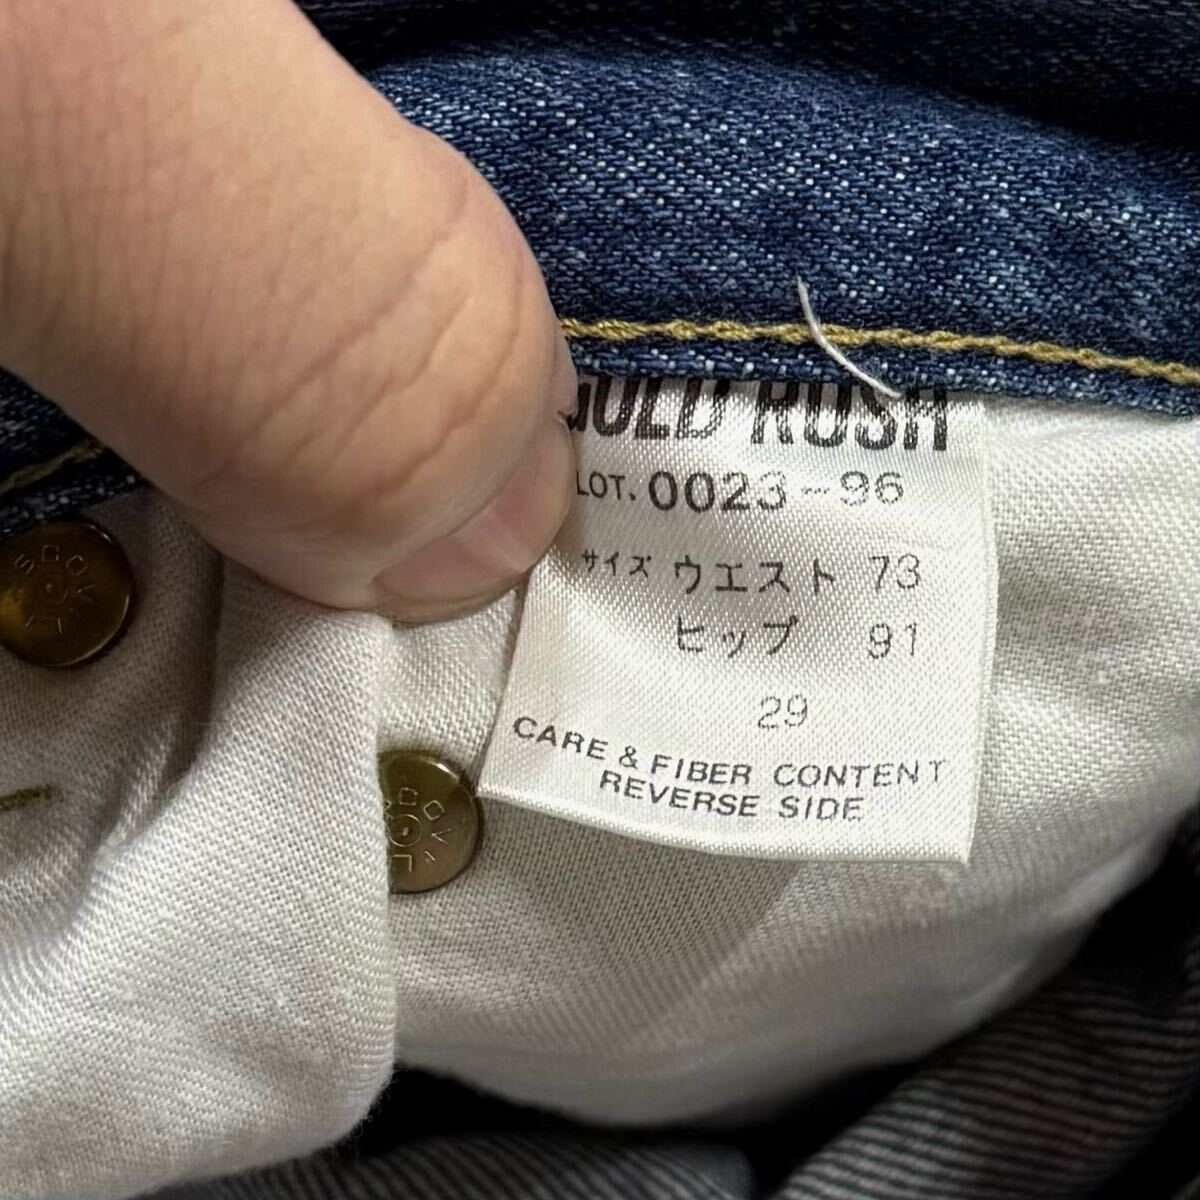 GOLD RUSH
LOT. 0023-96
サイズ ウエスト 73
ヒップ 91
29
CARE & FIBER CONTENT
REVERSE SIDE